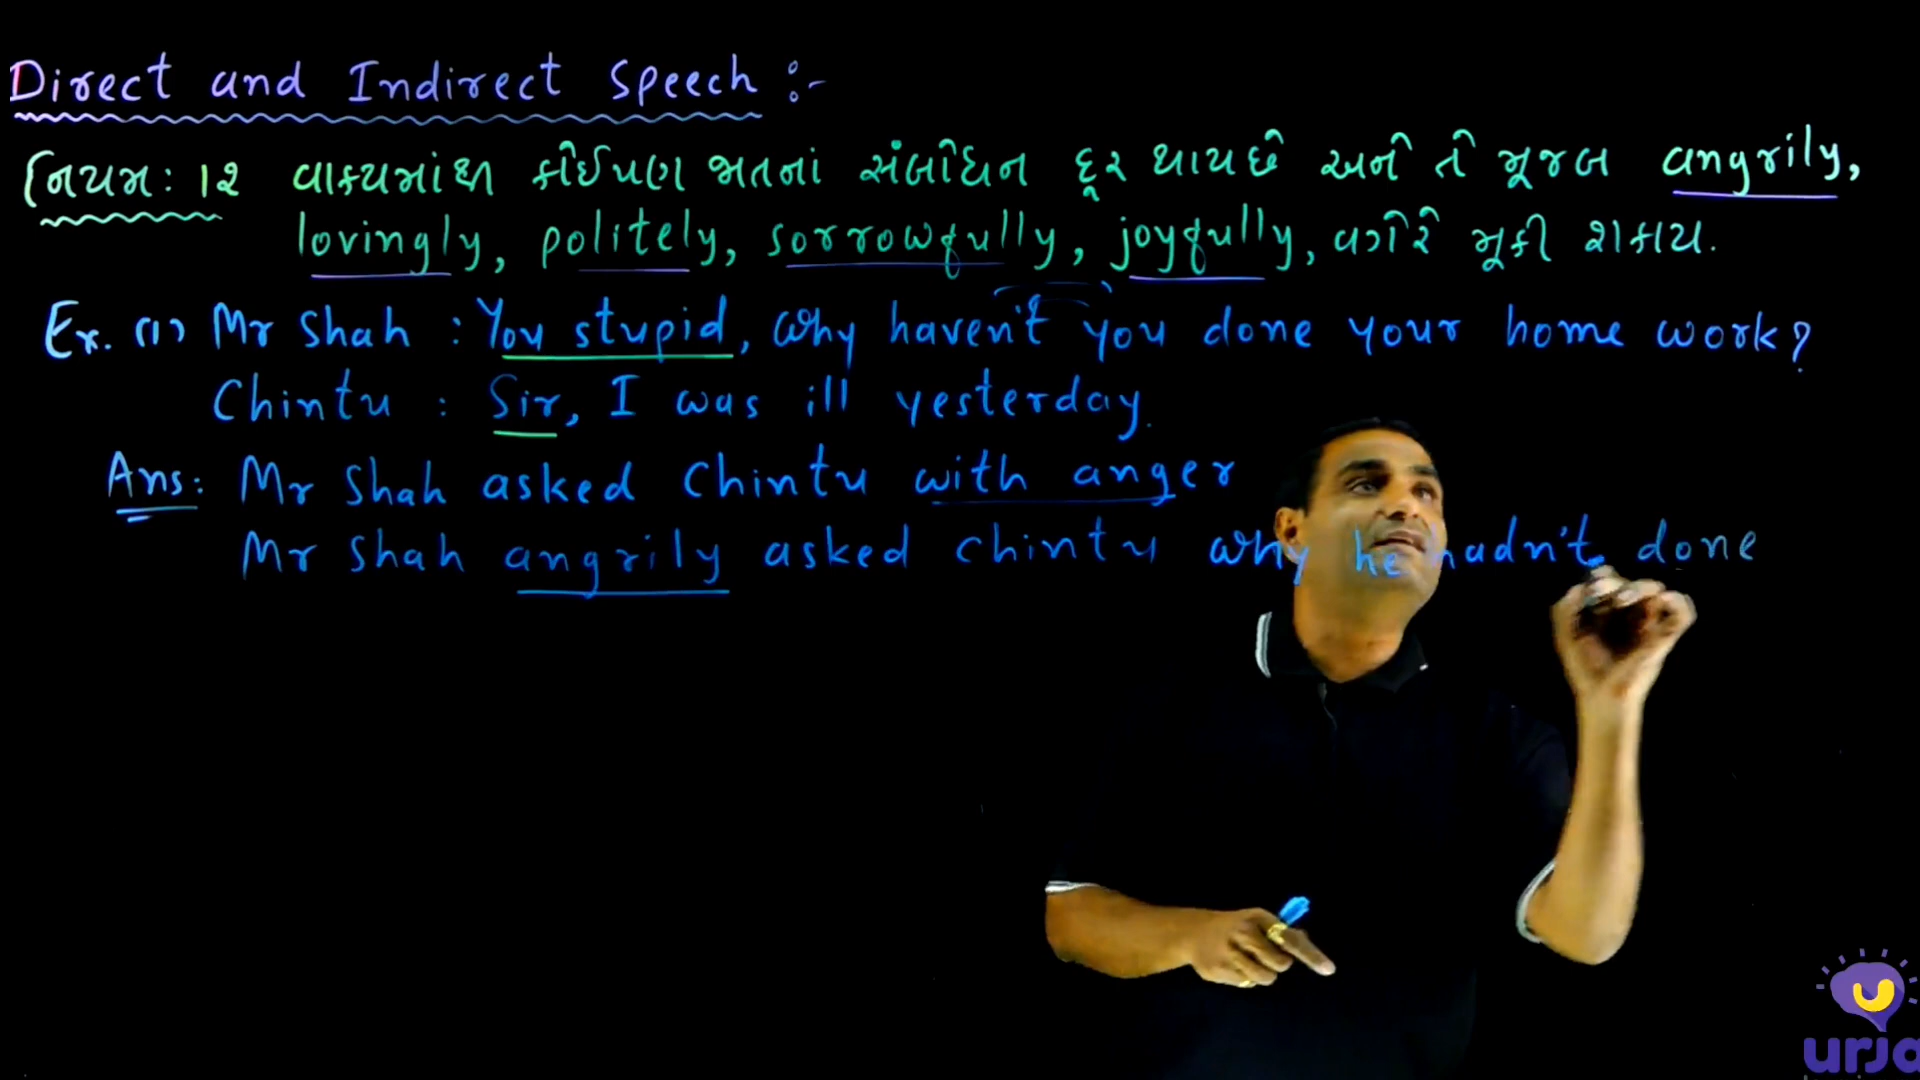 Direct and Indirect Speech :-
નિયમ: 12 વાક્યમાંથી કોઈપણ જાતનાં સંબોધન દૂર થાય છે અને તે મૂજબ angrily,
lovingly, politely, sorrowfully, joyfully, વગેરે મૂકી શકાય.
Ex. (1) Mr Shah : You stupid, why haven't you done your home work?
Chintu : Sir, I was ill yesterday.
Ans: Mr Shah asked Chintu with anger
Mr Shah angrily asked Chintu why he hadn't done
urja